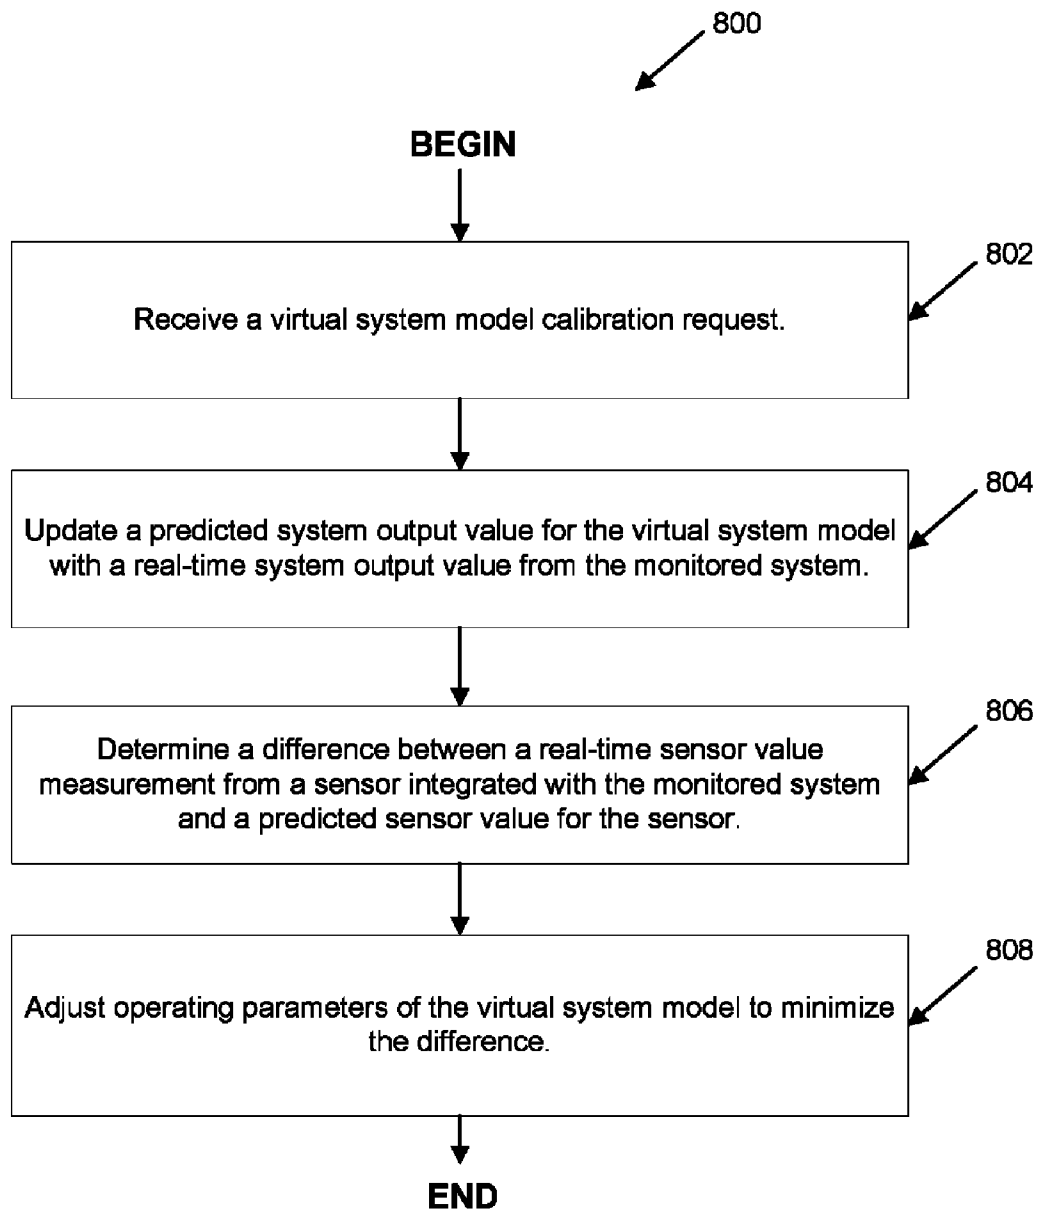 800
BEGIN
802
Receive a virtual system model calibration request.
804
Update a predicted system output value for the virtual system model
with a real-time system output value from the monitored system.
806
Determine a difference between a real-time sensor value
measurement from a sensor integrated with the monitored system
and a predicted sensor value for the sensor.
808
Adjust operating parameters of the virtual system model to minimize
the difference.
END